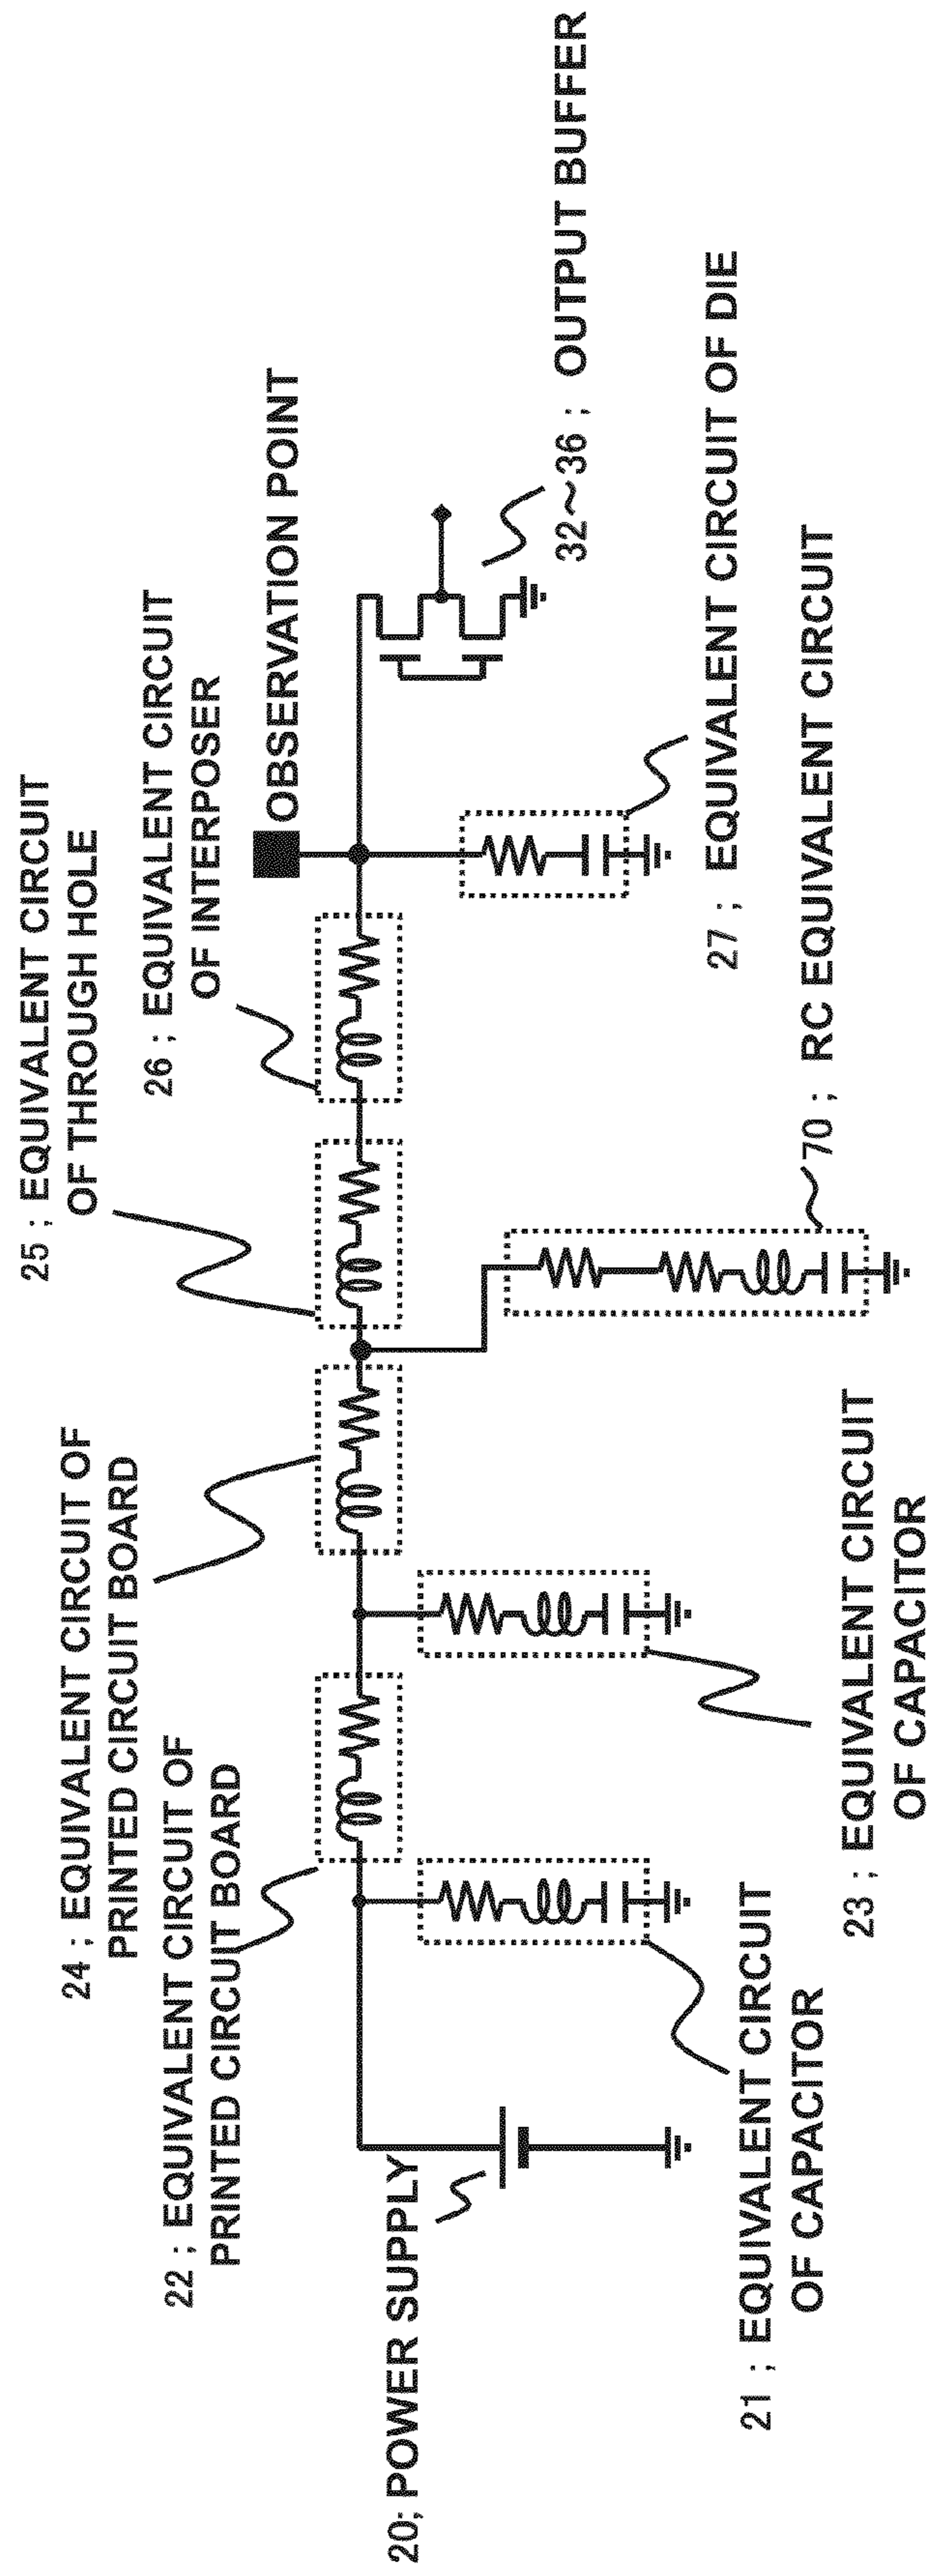 25 ; EQUIVALENT CIRCUIT
OF THROUGH HOLE
26 ; EQUIVALENT CIRCUIT
OF INTERPOSER
OBSERVATION POINT
32~36 ; OUTPUT BUFFER
24 ; EQUIVALENT CIRCUIT OF
PRINTED CIRCUIT BOARD
22 ; EQUIVALENT CIRCUIT OF
PRINTED CIRCUIT BOARD
20; POWER SUPPLY
27 ; EQUIVALENT CIRCUIT OF DIE
70 ; RC EQUIVALENT CIRCUIT
21 ; EQUIVALENT CIRCUIT
OF CAPACITOR
23 ; EQUIVALENT CIRCUIT
OF CAPACITOR